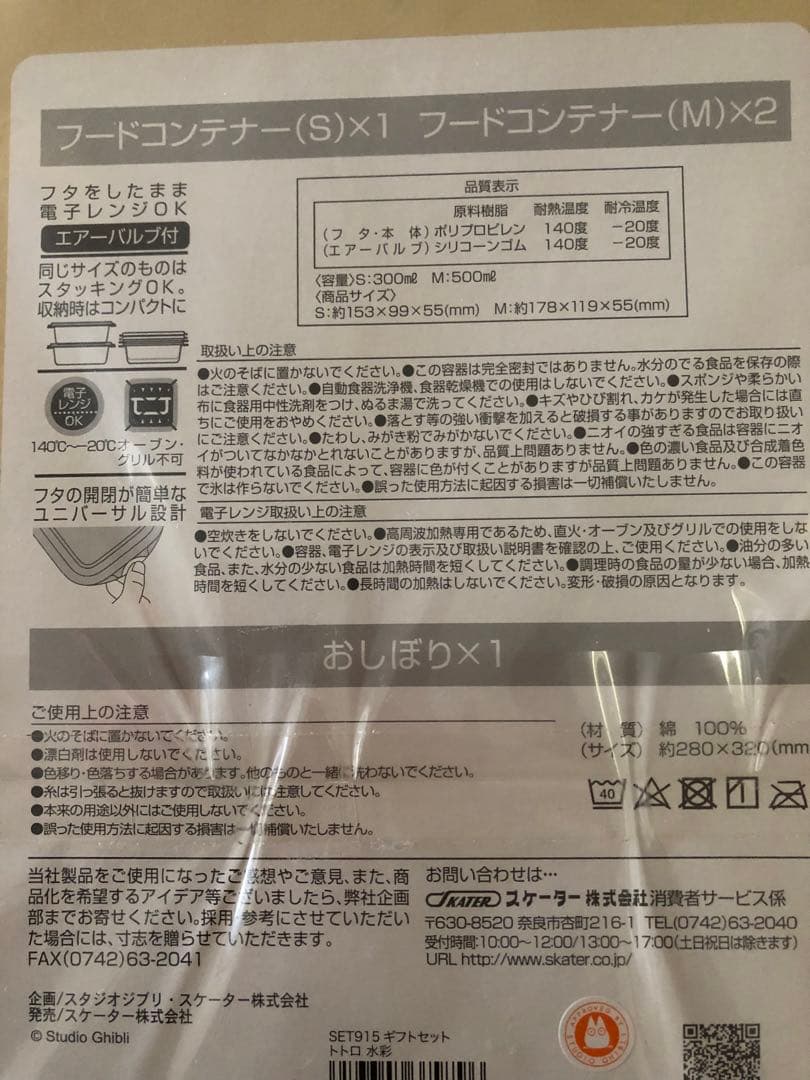 フードコンテナー(S)×1 フードコンテナー(M)×2
フタをしたまま
電子レンジOK
エアーバルブ付
同じサイズのものは
スタッキングOK。
収納時はコンパクトに
電子
レンジ
OK
140℃〜−20℃
オーブン・
グリル不可
フタの開閉が簡単な
ユニバーサル設計
品質表示
原料樹脂 耐熱温度 耐冷温度
(フタ・本体) ポリプロピレン 140度 −20度
(エアーバルブ) シリコーンゴム 140度 −20度
〈容量〉S:300㎖ M:500㎖
〈商品サイズ〉
S:約153×99×55(mm) M:約178×119×55(mm)
取扱い上の注意
●火のそばに置かないでください。●この容器は完全密封ではありません。水分のでる食品を保存の際
はご注意ください。●自動食器洗浄機、食器乾燥機での使用はしないでください。●スポンジや柔らかい
布に食器用中性洗剤をつけ、ぬるま湯で洗ってください。●キズやひび割れ、カケが発生した場合には直
ちにご使用をおやめください。●落とす等の強い衝撃を加えると破損する事がありますのでお取り扱い
にご注意ください。●たわし、みがき粉でみがかないでください。●ニオイの強すぎる食品は容器にニオ
イがついてなかなかとれないことがありますが、品質上問題ありません。●色の濃い食品及び合成着色
料が使われている食品によって、容器に色が付くことがありますが品質上問題ありません。●この容器
で氷は作らないでください。●誤った使用方法に起因する損害は一切補償いたしません。
電子レンジ取扱い上の注意
●空炊きをしないでください。●高周波加熱専用であるため、直火・オーブン及びグリルでの使用をしな
いでください。●容器、電子レンジの表示及び取扱い説明書を確認の上、ご使用ください。●油分の多い
食品、また、水分の少ない食品は加熱時間を短くしてください。●調理時の食品の量が少ない場合、加熱
時間を短くしてください。●長時間の加熱はしないでください。変形・破損の原因となります。
おしぼり×1
ご使用上の注意
●火のそばに置かないでください。
●漂白剤は使用しないでください。
●色移り・色落ちする場合があります。他のものと一緒に洗わないでください。
●糸は引っ張ると抜けますので取扱いには注意してください。
●本来の用途以外にはご使用しないでください。
●誤った使用方法に起因する損害は一切補償いたしません。
(材質) 綿 100%
(サイズ) 約280×320(mm
40
当社製品をご使用になったご感想やご意見、また、商
品化を希望するアイデア等ございましたら、弊社企画
部までお寄せください。採用・参考にさせていただい
た場合には、寸志を贈らせていただきます。
FAX(0742)63-2041
お問い合わせは…
SKATER スケーター株式会社消費者サービス係
〒630-8520 奈良市杏町216-1 TEL(0742)63-2040
受付時間:10:00〜12:00/13:00〜17:00(土日祝日は除きます)
URL http://www.skater.co.jp/
企画/スタジオジブリ・スケーター株式会社
発売/スケーター株式会社
© Studio Ghibli
SET915 ギフトセット
トトロ 水彩